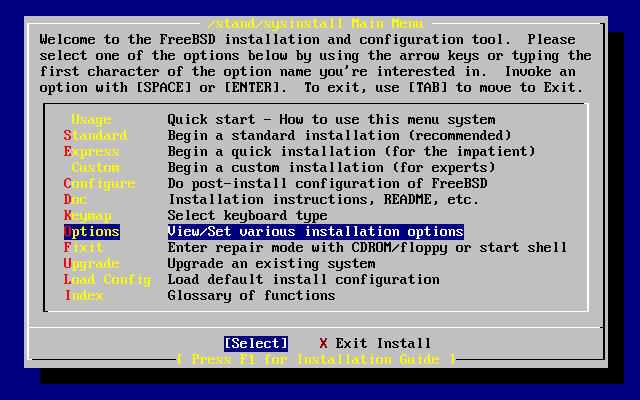 /stand/sysinstall Main Menu
Welcome to the FreeBSD installation and configuration tool. Please
select one of the options below by using the arrow keys or typing the
first character of the option name you're interested in. Invoke an
option with [SPACE] or [ENTER]. To exit, use [TAB] to move to Exit.
Usage Quick start - How to use this menu system
Standard Begin a standard installation (recommended)
Express Begin a quick installation (for the impatient)
Custom Begin a custom installation (for experts)
Configure Do post-install configuration of FreeBSD
Doc Installation instructions, README, etc.
Keymap Select keyboard type
Options View/Set various installation options
Fixit Enter repair mode with CDROM/floppy or start shell
Upgrade Upgrade an existing system
Load Config Load default install configuration
Index Glossary of functions
[Select] X Exit Install
[ Press F1 for Installation Guide ]